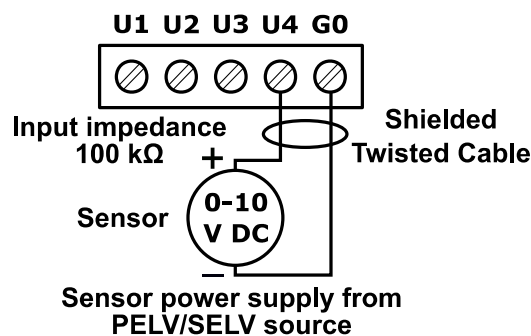 U1 U2 U3 U4 G0
Input impedance
100 kΩ
Shielded
Twisted Cable
+
Sensor
0-10
V DC
−
Sensor power supply from
PELV/SELV source